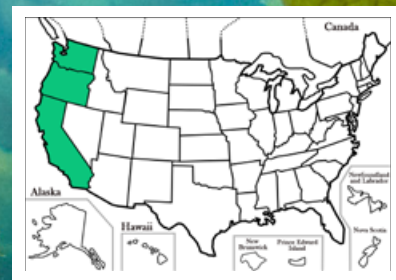 Canada
Alaska
Hawaii
New
Brunswick
Prince Edward
Island
Newfoundland
and Labrador
Nova Scotia